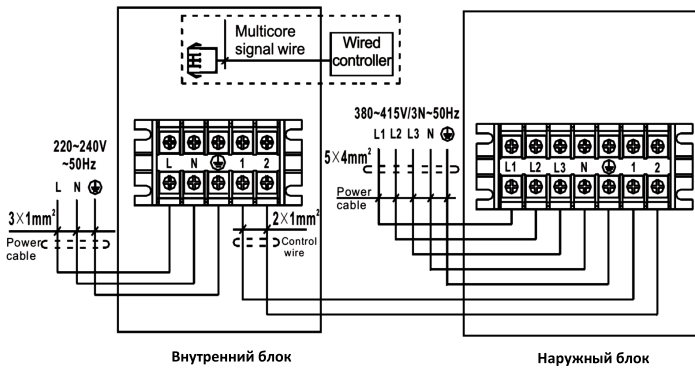 Multicore
signal wire
Wired
controller
220~240V
~50Hz
L N
3×1mm²
Power
cable
L N 1 2
2×1mm²
Control
wire
380~415V/3N~50Hz
L1 L2 L3 N
5×4mm²
Power
cable
L1 L2 L3 N 1 2
Внутренний блок
Наружный блок